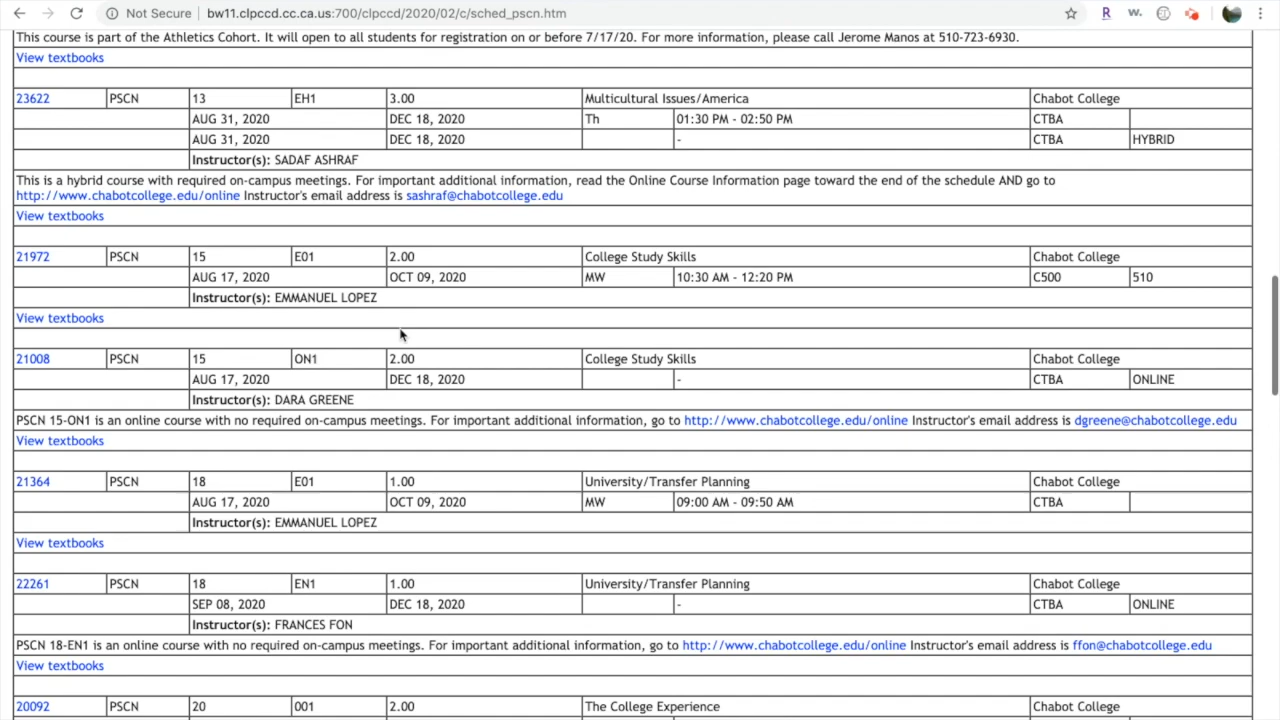 Not Secure bw11.clpccd.cc.ca.us:700/clpccd/2020/02/c/sched_pscn.htm R w.
This course is part of the Athletics Cohort. It will open to all students for registration on or before 7/17/20. For more information, please call Jerome Manos at 510-723-6930.
View textbooks
23622 PSCN 13 EH1 3.00 Multicultural Issues/America Chabot College
AUG 31, 2020 DEC 18, 2020 Th 01:30 PM - 02:50 PM CTBA
AUG 31, 2020 DEC 18, 2020 - CTBA HYBRID
Instructor(s): SADAF ASHRAF
This is a hybrid course with required on-campus meetings. For important additional information, read the Online Course Information page toward the end of the schedule AND go to
http://www.chabotcollege.edu/online Instructor's email address is sashraf@chabotcollege.edu
View textbooks
21972 PSCN 15 E01 2.00 College Study Skills Chabot College
AUG 17, 2020 OCT 09, 2020 MW 10:30 AM - 12:20 PM C500 510
Instructor(s): EMMANUEL LOPEZ
View textbooks
21008 PSCN 15 ON1 2.00 College Study Skills Chabot College
AUG 17, 2020 DEC 18, 2020 - CTBA ONLINE
Instructor(s): DARA GREENE
PSCN 15-ON1 is an online course with no required on-campus meetings. For important additional information, go to http://www.chabotcollege.edu/online Instructor's email address is dgreene@chabotcollege.edu
View textbooks
21364 PSCN 18 E01 1.00 University/Transfer Planning Chabot College
AUG 17, 2020 OCT 09, 2020 MW 09:00 AM - 09:50 AM CTBA
Instructor(s): EMMANUEL LOPEZ
View textbooks
22261 PSCN 18 EN1 1.00 University/Transfer Planning Chabot College
SEP 08, 2020 DEC 18, 2020 - CTBA ONLINE
Instructor(s): FRANCES FON
PSCN 18-EN1 is an online course with no required on-campus meetings. For important additional information, go to http://www.chabotcollege.edu/online Instructor's email address is ffon@chabotcollege.edu
View textbooks
20092 PSCN 20 001 2.00 The College Experience Chabot College